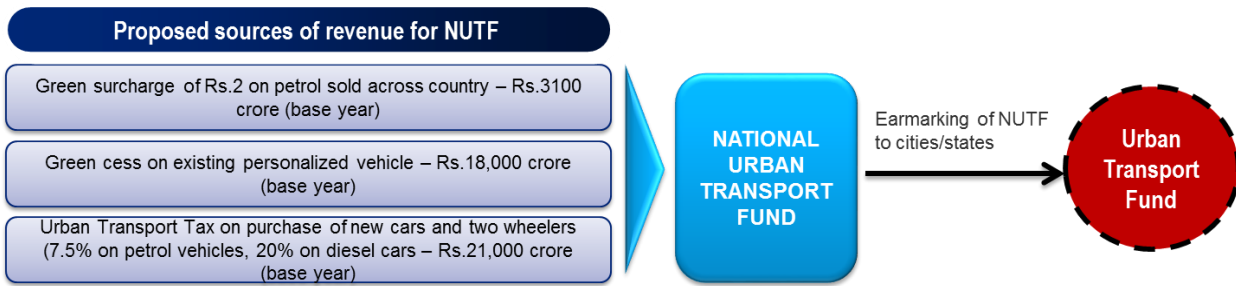 Proposed sources of revenue for NUTF
Green surcharge of Rs.2 on petrol sold across country – Rs.3100
crore (base year)
Green cess on existing personalized vehicle – Rs.18,000 crore
(base year)
Urban Transport Tax on purchase of new cars and two wheelers
(7.5% on petrol vehicles, 20% on diesel cars – Rs.21,000 crore
(base year)
NATIONAL
URBAN
TRANSPORT
FUND
Earmarking of NUTF
to cities/states
Urban
Transport
Fund